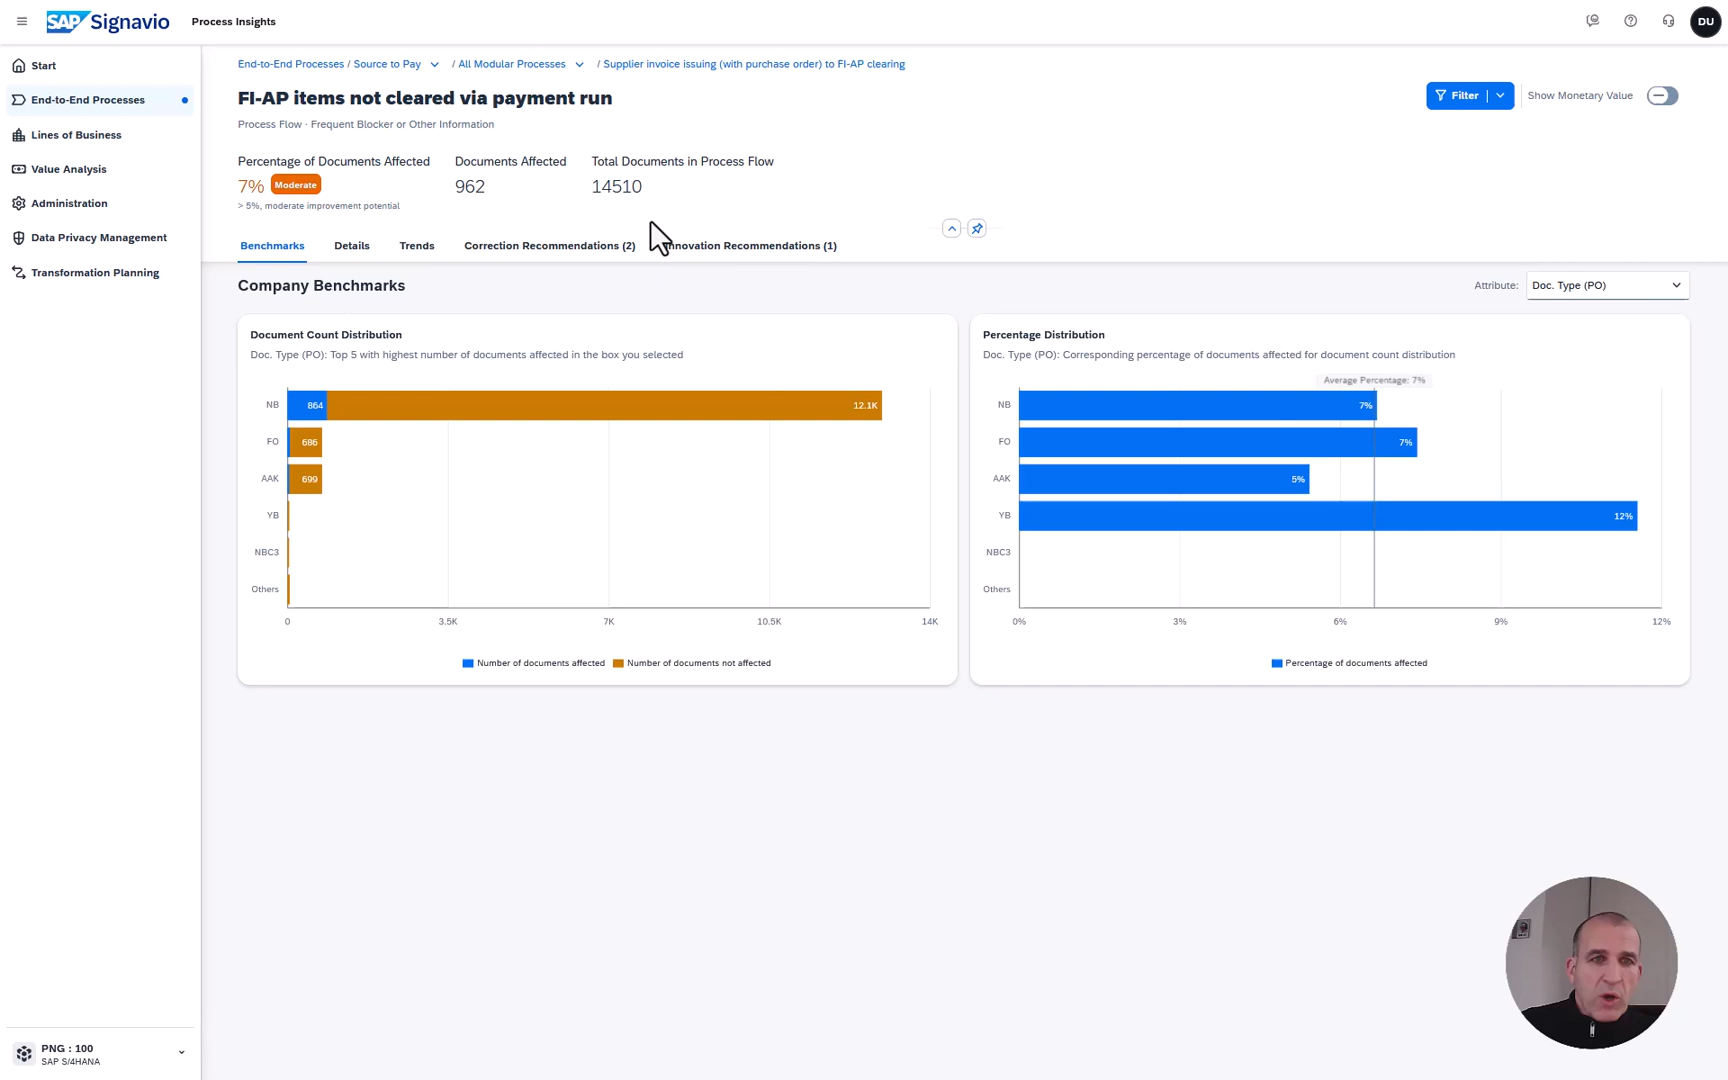 SAP Signavio
Process Insights
DU
Start
End-to-End Processes
Lines of Business
Value Analysis
Administration
Data Privacy Management
Transformation Planning
PNG : 100
SAP S/4HANA
End-to-End Processes / Source to Pay / All Modular Processes / Supplier invoice issuing (with purchase order) to FI-AP clearing
FI-AP items not cleared via payment run
Process Flow · Frequent Blocker or Other Information
Filter
Show Monetary Value
Percentage of Documents Affected
7% Moderate
> 5%, moderate improvement potential
Documents Affected
962
Total Documents in Process Flow
14510
Benchmarks
Details
Trends
Correction Recommendations (2)
Recommendations (1)
Company Benchmarks
Attribute: Doc. Type (PO)
Document Count Distribution
Doc. Type (PO): Top 5 with highest number of documents affected in the box you selected
NB 864 12.1K
FO 686
AAK 699
YB
NBC3
Others
0 3.5K 7K 10.5K 14K
Number of documents affected Number of documents not affected
Percentage Distribution
Doc. Type (PO): Corresponding percentage of documents affected for document count distribution
Average Percentage: 7%
NB 7%
FO 7%
AAK 5%
YB 12%
NBC3
Others
0% 3% 6% 9% 12%
Percentage of documents affected